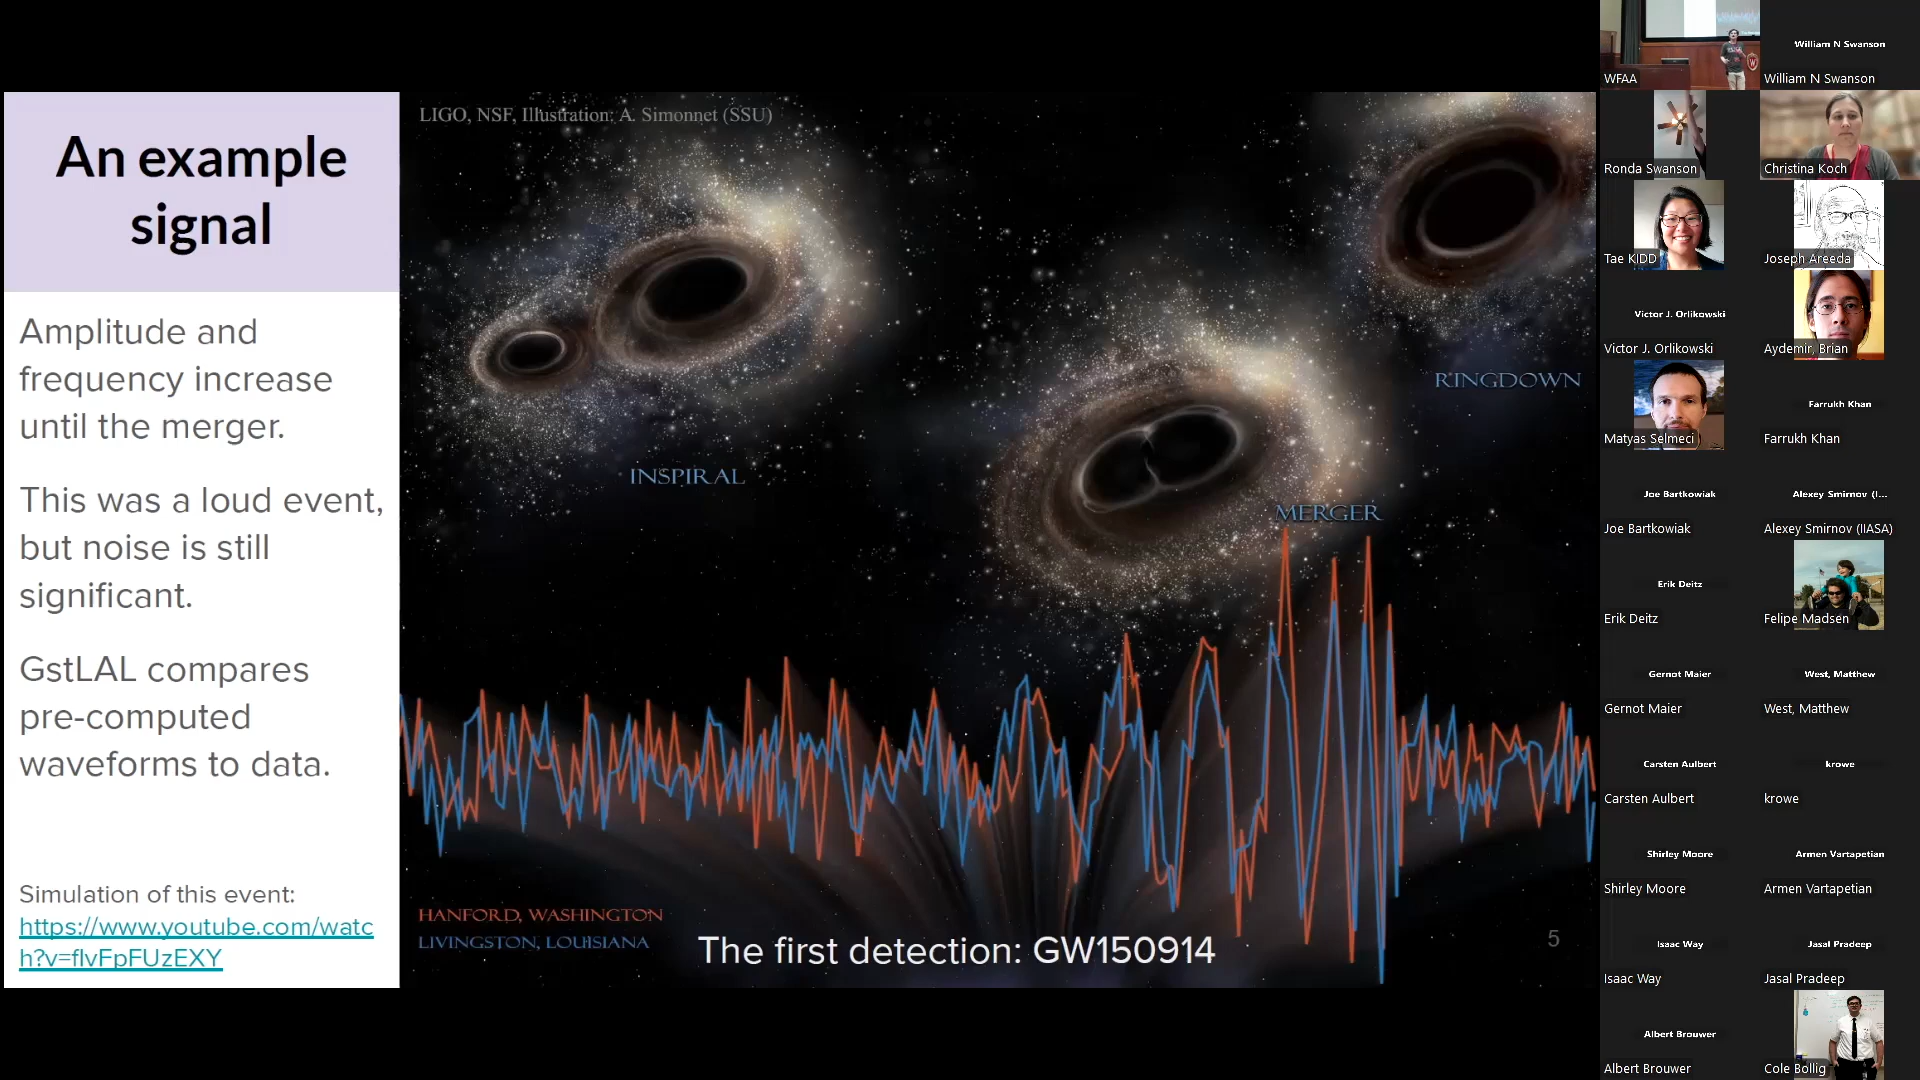 An example
signal
Amplitude and
frequency increase
until the merger.
This was a loud event,
but noise is still
significant.
GstLAL compares
pre-computed
waveforms to data.
Simulation of this event:
https://www.youtube.com/watc
h?v=fIvFpFUzEXY
LIGO, NSF, Illustration: A. Simonnet (SSU)
INSPIRAL
MERGER
RINGDOWN
HANFORD, WASHINGTON
LIVINGSTON, LOUISIANA
The first detection: GW150914
5
WFAA
William N Swanson
William N Swanson
Ronda Swanson
Christina Koch
Tae KIDD
Joseph Areeda
Victor J. Orlikowski
Victor J. Orlikowski
Aydemir, Brian
Matyas Selmeci
Farrukh Khan
Farrukh Khan
Joe Bartkowiak
Joe Bartkowiak
Alexey Smirnov (I...
Alexey Smirnov (IIASA)
Erik Deitz
Erik Deitz
Felipe Madsen
Gernot Maier
Gernot Maier
West, Matthew
West, Matthew
Carsten Aulbert
Carsten Aulbert
krowe
krowe
Shirley Moore
Shirley Moore
Armen Vartapetian
Armen Vartapetian
Isaac Way
Isaac Way
Jasal Pradeep
Jasal Pradeep
Albert Brouwer
Albert Brouwer
Cole Bollig